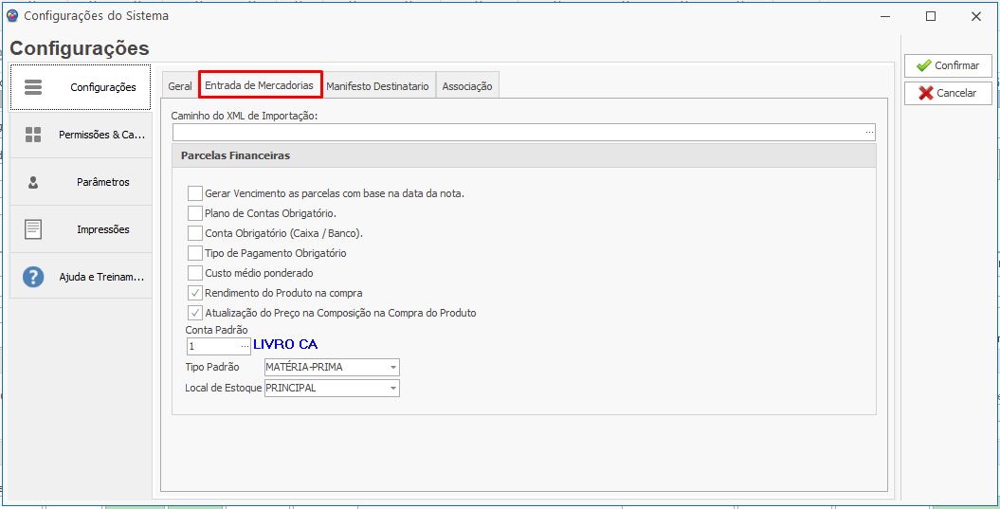 Configurações do Sistema
Configurações
Configurações
Permissões & Ca...
Parâmetros
Impressões
Ajuda e Treinam...
Geral
Entrada de Mercadorias
Manifesto Destinatario
Associação
Caminho do XML de Importação:
...
Parcelas Financeiras
Gerar Vencimento as parcelas com base na data da nota.
Plano de Contas Obrigatório.
Conta Obrigatório (Caixa / Banco).
Tipo de Pagamento Obrigatório
Custo médio ponderado
Rendimento do Produto na compra
Atualização do Preço na Composição na Compra do Produto
Conta Padrão
1 ... LIVRO CA
Tipo Padrão MATÉRIA-PRIMA
Local de Estoque PRINCIPAL
Confirmar
Cancelar